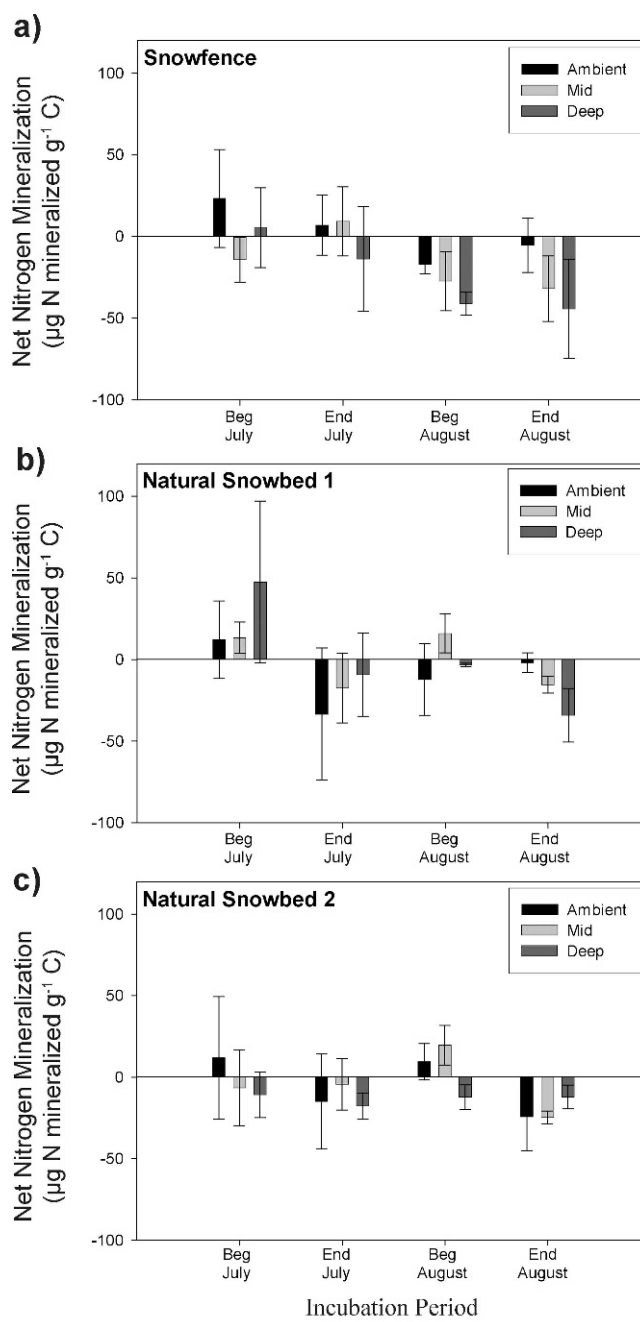 a)
Snowfence
Ambient
Mid
Deep
Net Nitrogen Mineralization
(µg N mineralized g⁻¹ C)
100
50
0
-50
-100
Beg
July
End
July
Beg
August
End
August
b)
Natural Snowbed 1
Ambient
Mid
Deep
Net Nitrogen Mineralization
(µg N mineralized g⁻¹ C)
100
50
0
-50
-100
Beg
July
End
July
Beg
August
End
August
c)
Natural Snowbed 2
Ambient
Mid
Deep
Net Nitrogen Mineralization
(µg N mineralized g⁻¹ C)
100
50
0
-50
-100
Beg
July
End
July
Beg
August
End
August
Incubation Period